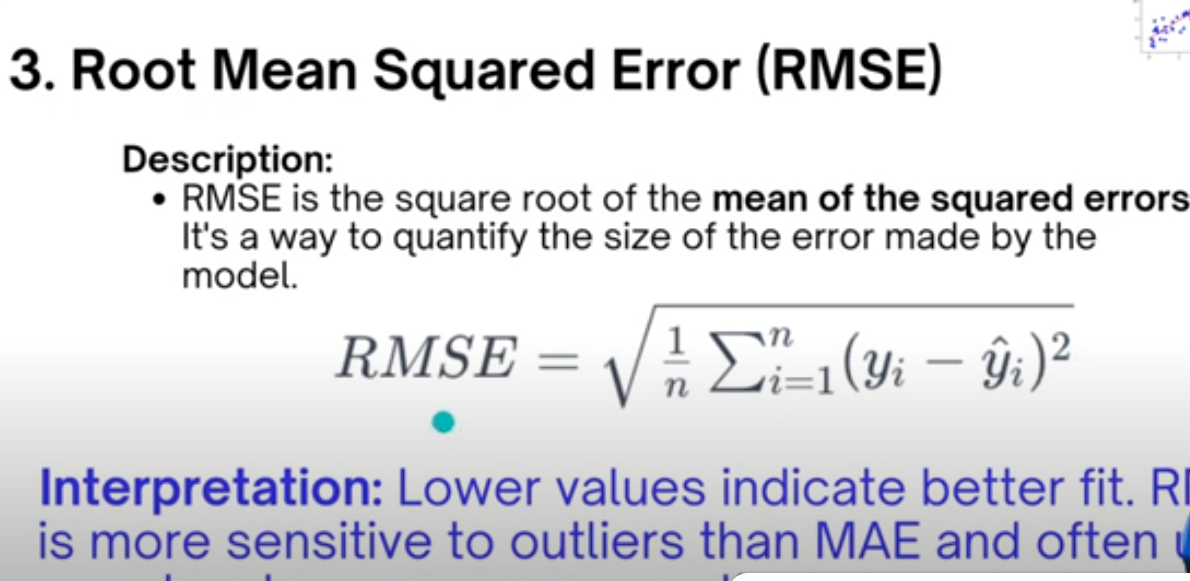 3. Root Mean Squared Error (RMSE)
Description:
• RMSE is the square root of the mean of the squared errors
It's a way to quantify the size of the error made by the
model.
RMSE = √(1/n ∑ⁿᵢ₌₁(yᵢ − ŷᵢ)²)
Interpretation: Lower values indicate better fit.
is more sensitive to outliers than MAE and often